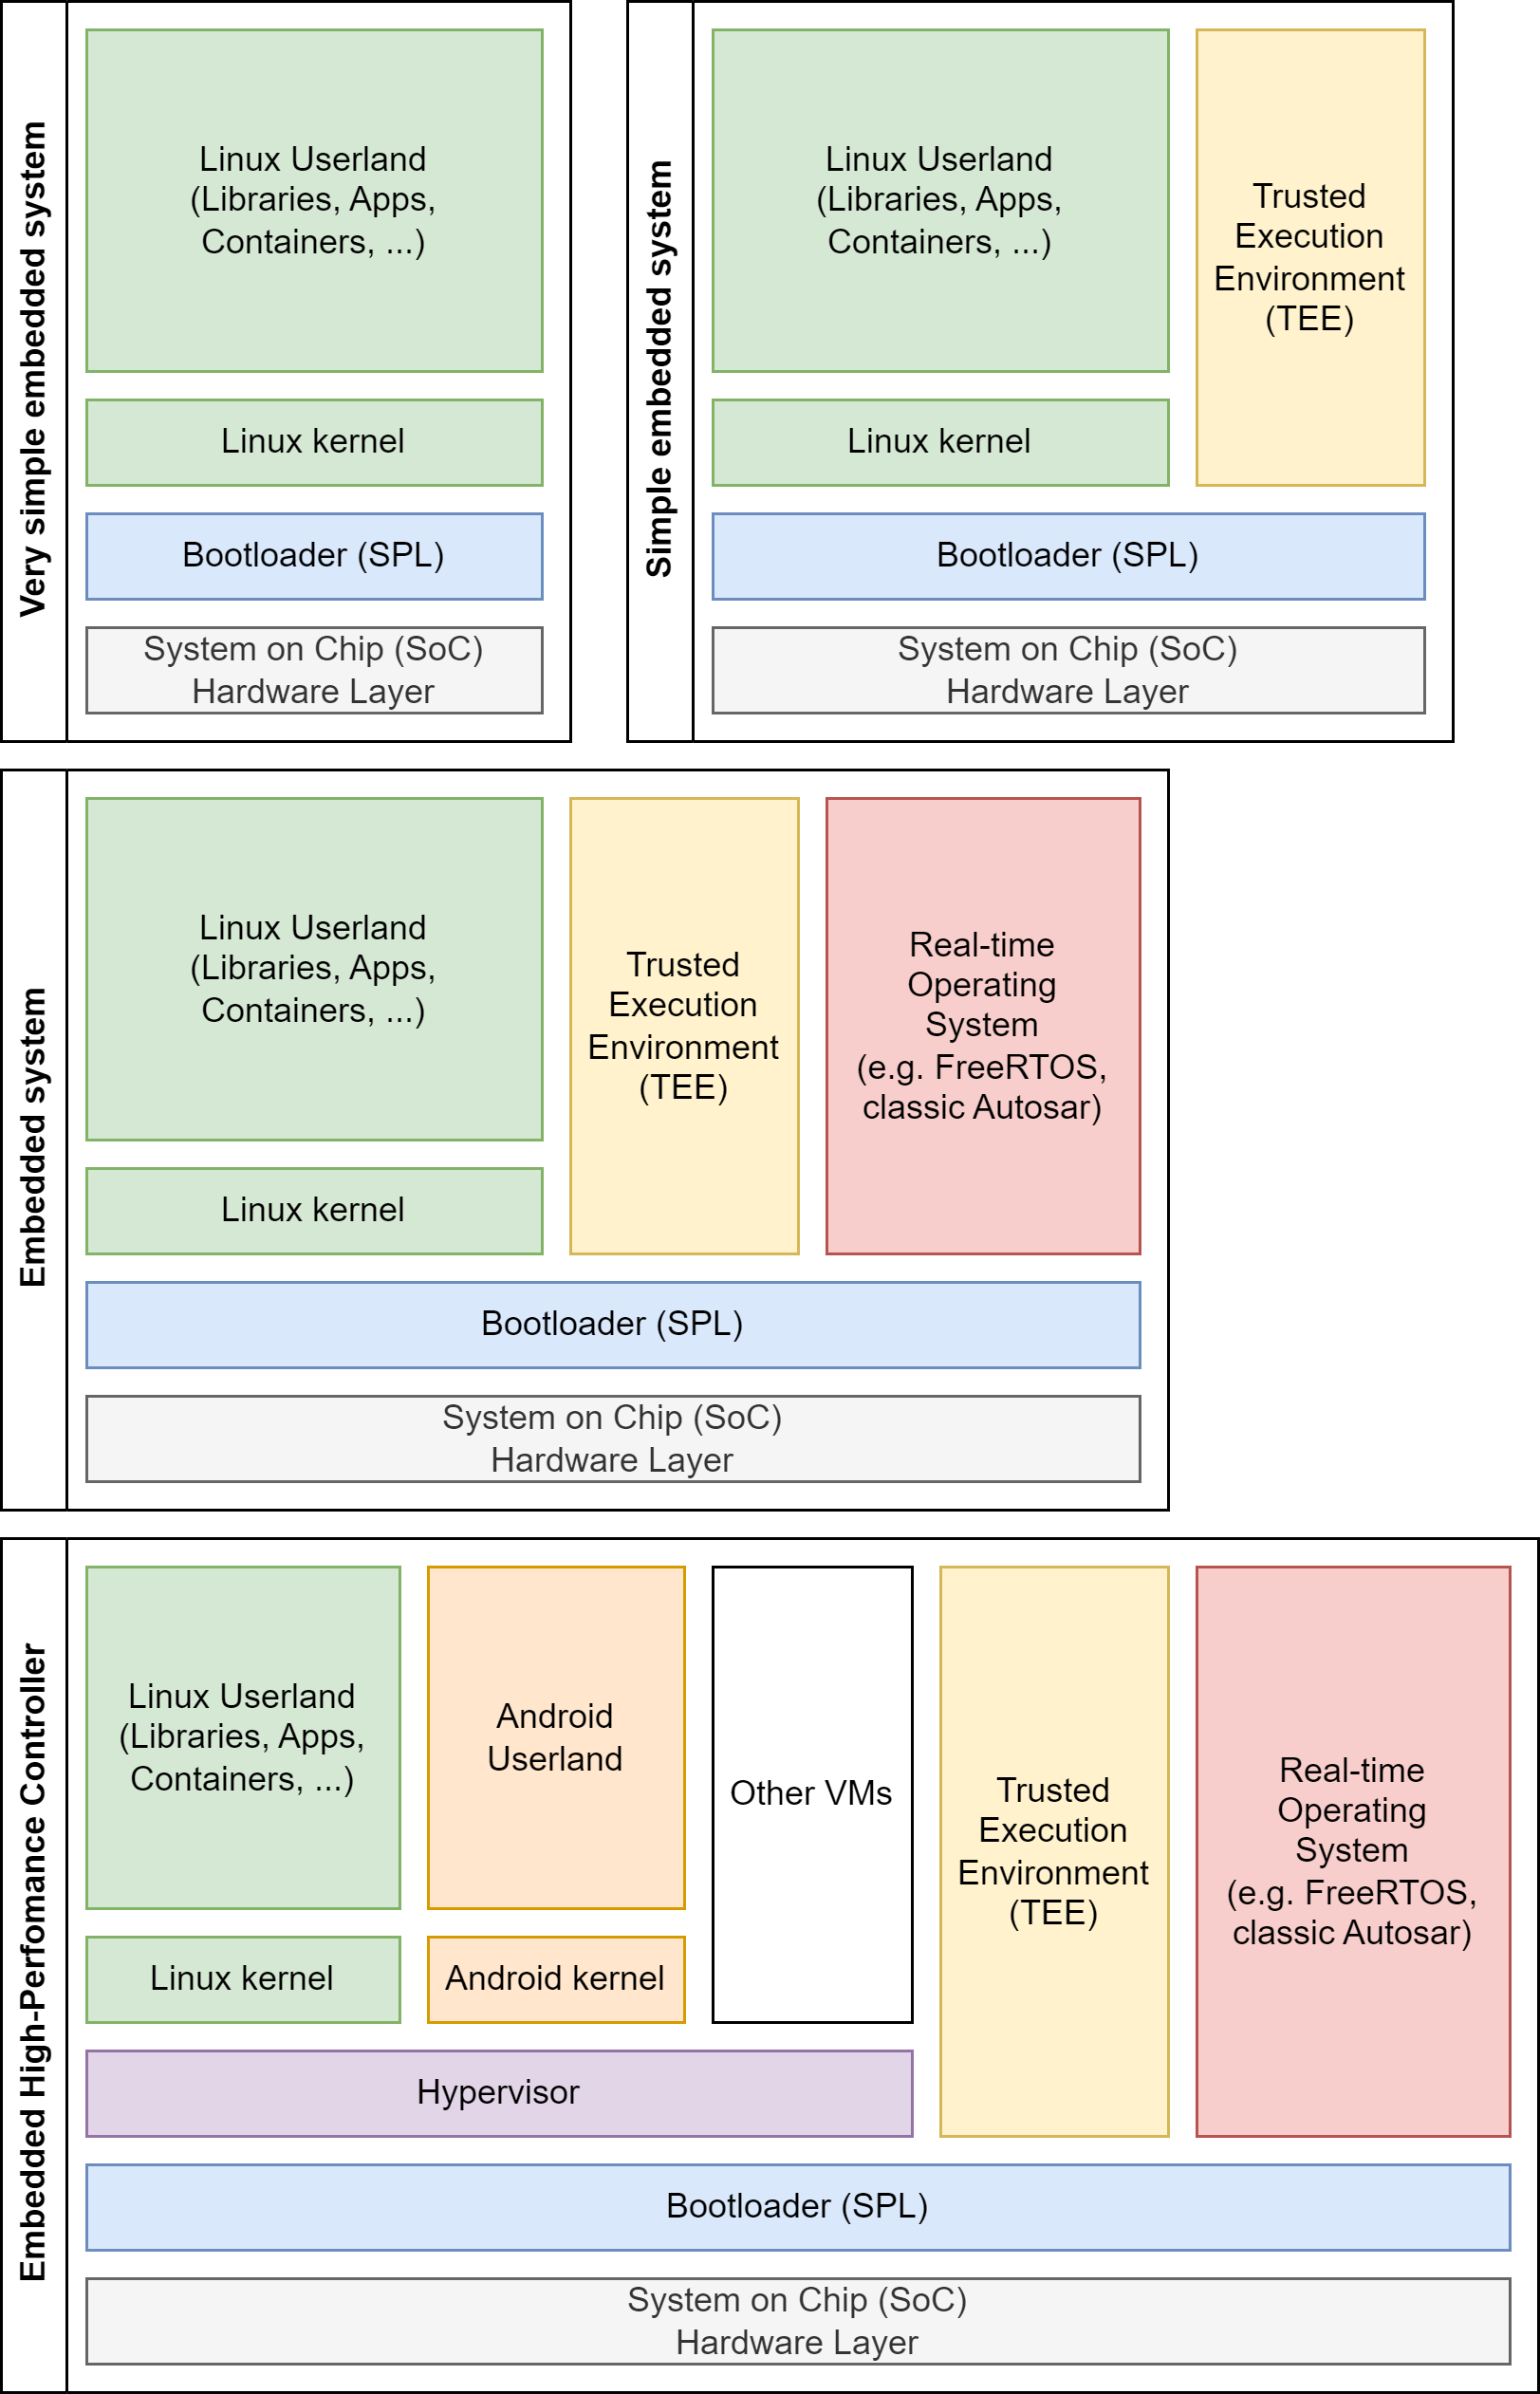 Very simple embedded system
Linux Userland
(Libraries, Apps,
Containers, ...)
Linux kernel
Bootloader (SPL)
System on Chip (SoC)
Hardware Layer
Simple embedded system
Linux Userland
(Libraries, Apps,
Containers, ...)
Linux kernel
Trusted
Execution
Environment
(TEE)
Bootloader (SPL)
System on Chip (SoC)
Hardware Layer
Embedded system
Linux Userland
(Libraries, Apps,
Containers, ...)
Linux kernel
Trusted
Execution
Environment
(TEE)
Real-time
Operating
System
(e.g. FreeRTOS,
classic Autosar)
Bootloader (SPL)
System on Chip (SoC)
Hardware Layer
Embedded High-Perfomance Controller
Linux Userland
(Libraries, Apps,
Containers, ...)
Linux kernel
Android
Userland
Android kernel
Other VMs
Hypervisor
Trusted
Execution
Environment
(TEE)
Real-time
Operating
System
(e.g. FreeRTOS,
classic Autosar)
Bootloader (SPL)
System on Chip (SoC)
Hardware Layer